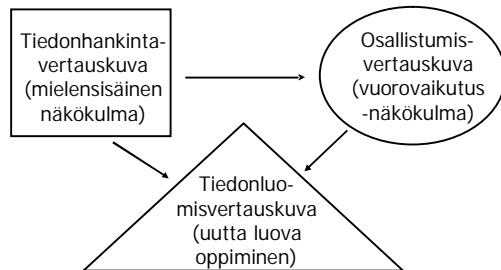 Tiedonhankinta-
vertauskuva
(mielensisäinen
näkökulma)
Osallistumis-
vertauskuva
(vuorovaikutus
-näkökulma)
Tiedonluo-
misvertauskuva
(uutta luova
oppiminen)